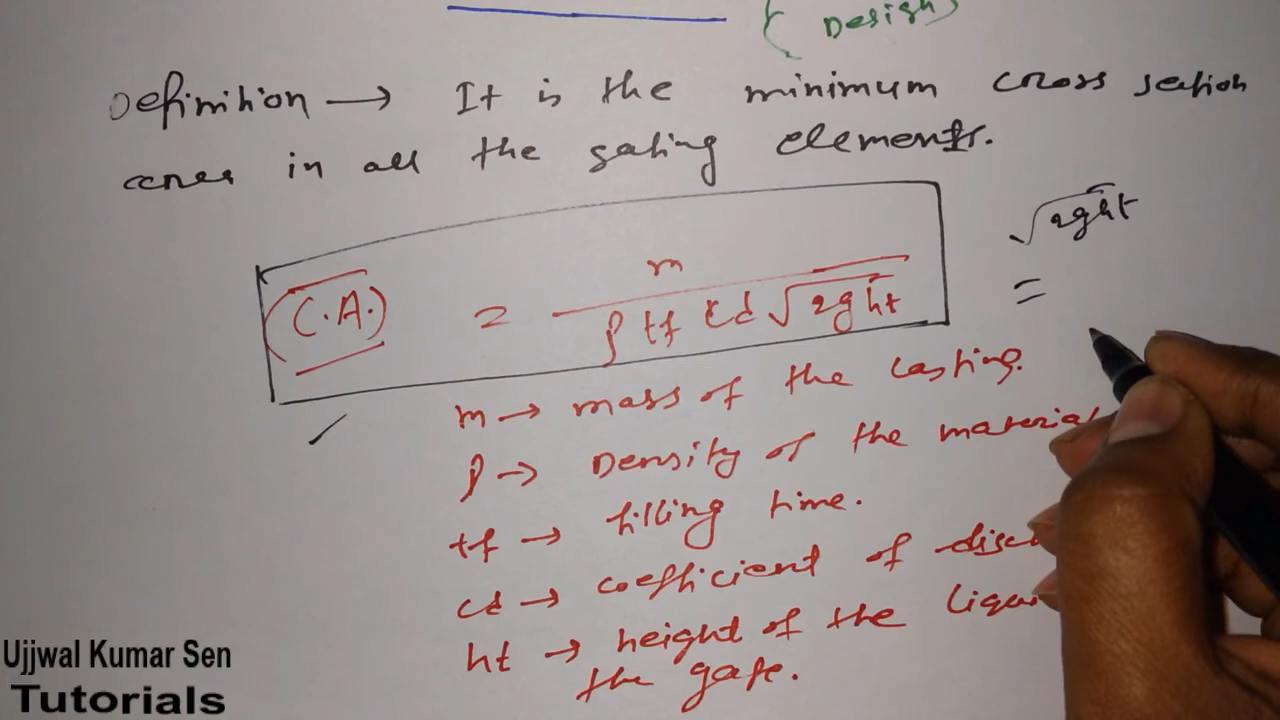 (Design)
Definition → It is the minimum cross section
area in all the gating elements.
√2ght
=
(C.A.) = m / ρ tf cd √2ght
m → mass of the casting.
ρ → Density of the material
tf → filling time.
cd → coefficient of disc
ht → height of the liqui
the gate.
Ujjwal Kumar Sen
Tutorials